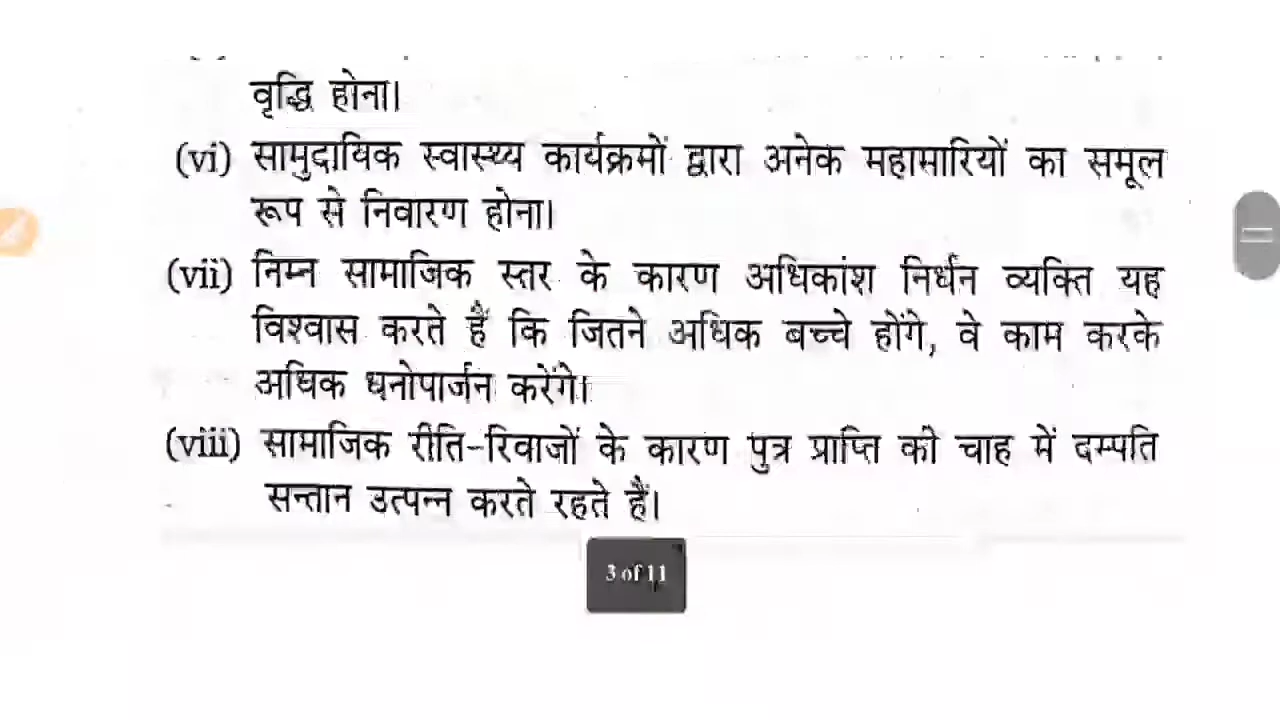 वृद्धि होना।
(vi) सामुदायिक स्वास्थ्य कार्यक्रमों द्वारा अनेक महामारियों का समूल
रूप से निवारण होना।
(vii) निम्न सामाजिक स्तर के कारण अधिकांश निर्धन व्यक्ति यह
विश्वास करते हैं कि जितने अधिक बच्चे होंगे, वे काम करके
अधिक धनोपार्जन करेंगे।
(viii) सामाजिक रीति-रिवाजों के कारण पुत्र प्राप्ति की चाह में दम्पति
सन्तान उत्पन्न करते रहते हैं।
3 of 11